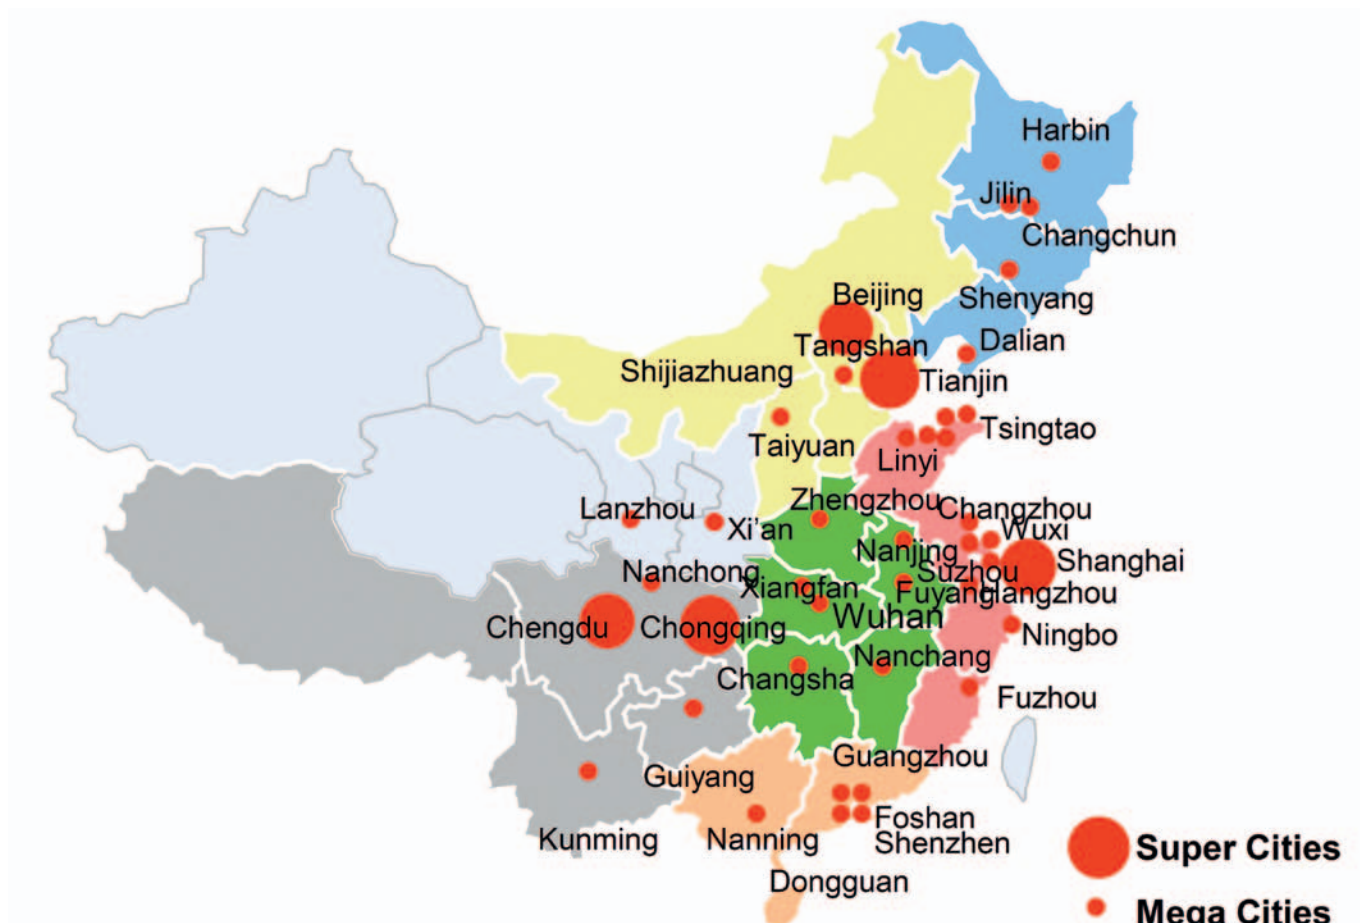 Harbin
Jilin
Changchun
Beijing
Shenyang
Tangshan
Dalian
Shijiazhuang
Tianjin
Tsingtao
Taiyuan
Linyi
Zhengzhou
Changzhou
Lanzhou
Xi'an
Wuxi
Nanjing
Shanghai
Nanchong
Suzhou
Xiangfan
Fuyang
Hangzhou
Wuhan
Chengdu
Chongqing
Ningbo
Nanchang
Changsha
Fuzhou
Guangzhou
Guiyang
Foshan
Kunming
Nanning
Shenzhen
Super Cities
Dongguan
Mega Cities